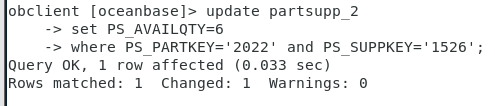 obclient [oceanbase]> update partsupp_2
    -> set PS_AVAILQTY=6
    -> where PS_PARTKEY='2022' and PS_SUPPKEY='1526';
Query OK, 1 row affected (0.033 sec)
Rows matched: 1  Changed: 1  Warnings: 0